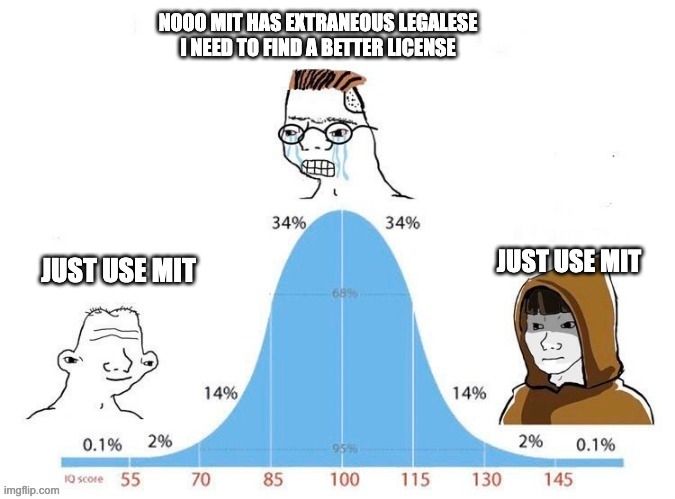 NOOO MIT HAS EXTRANEOUS LEGALESE
I NEED TO FIND A BETTER LICENSE
34% 34%
JUST USE MIT
JUST USE MIT
68%
14% 14%
0.1% 2% 95% 2% 0.1%
IQ score 55 70 85 100 115 130 145
imgflip.com